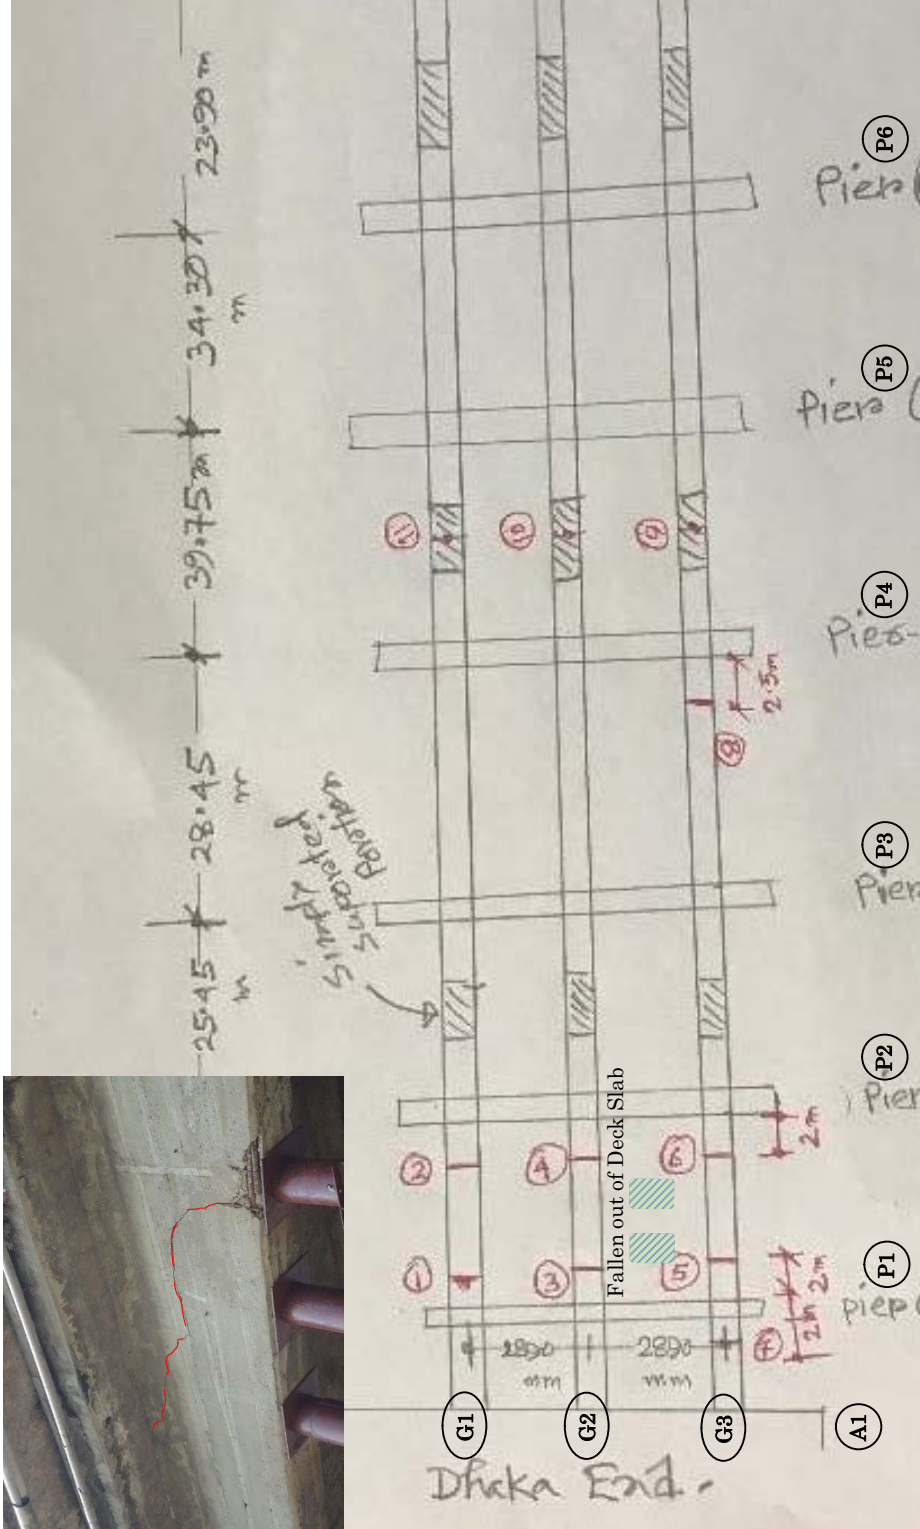 23.90 m
34.30
m
39.75 m
28.45
m
25.45
m
simply
suporated
Poration
P6
Pier
P5
Pier
P4
Pier
P3
Pier
P2
Pier
P1
pier
11
10
9
8
2.5m
2
4
6
2m
Fallen out of Deck Slab
1
3
5
2m
2m
7
2890
mm
2890
mm
G1
G2
G3
A1
Dhaka End.